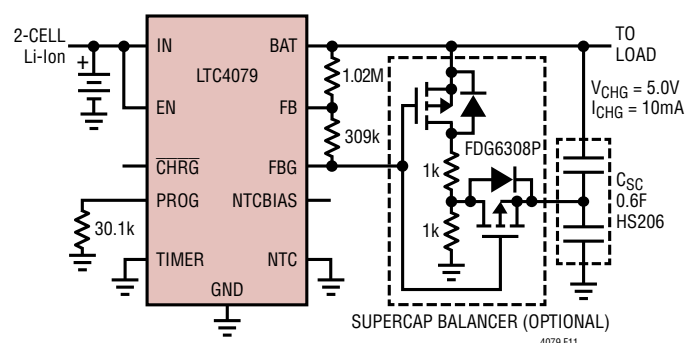 2-CELL
Li-Ion
+
IN
BAT
TO
LOAD
LTC4079
1.02M
EN
FB
V_CHG = 5.0V
I_CHG = 10mA
309k
FDG6308P
CHRG
FBG
1k
C_SC
0.6F
HS206
PROG
NTCBIAS
30.1k
1k
TIMER
NTC
GND
SUPERCAP BALANCER (OPTIONAL)
4079 F11